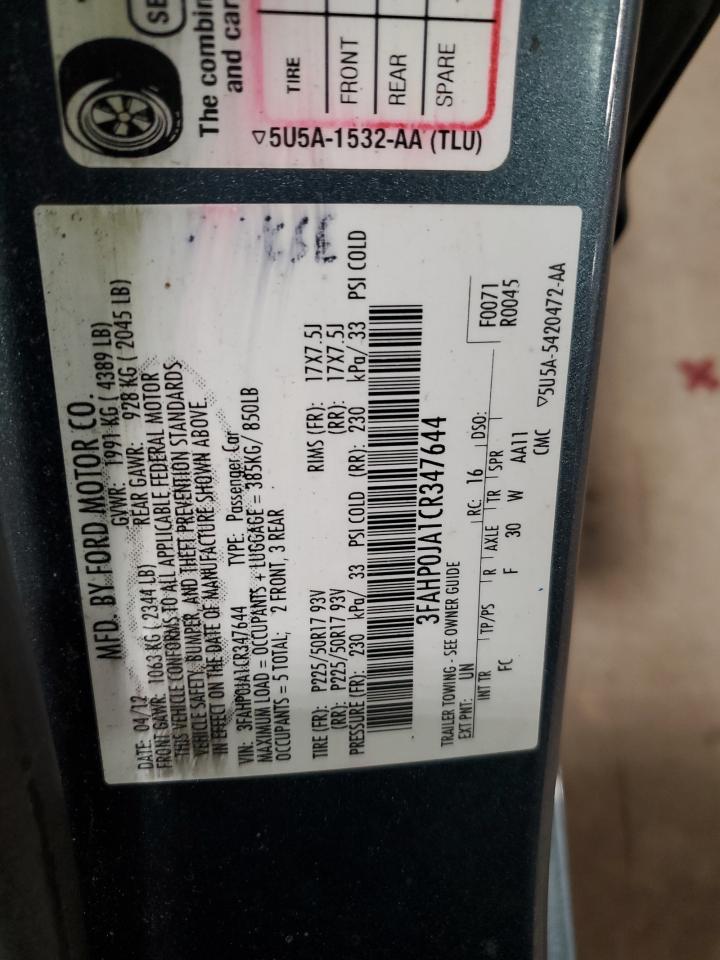 SE
The combin
and car
TIRE
FRONT
REAR
SPARE
▽5U5A-1532-AA (TLU)
MFD. BY FORD MOTOR CO.
DATE: 04/12 GVWR: 1991 KG ( 4389 LB)
FRONT GAWR: 1063 KG ( 2344 LB) REAR GAWR: 928 KG ( 2045 LB)
THIS VEHICLE CONFORMS TO ALL APPLICABLE FEDERAL MOTOR
VEHICLE SAFETY, BUMPER, AND THEFT PREVENTION STANDARDS
IN EFFECT ON THE DATE OF MANUFACTURE SHOWN ABOVE.
VIN: 3FAHP0JA1CR347644 TYPE: Passenger Car
MAXIMUM LOAD = OCCUPANTS + LUGGAGE = 385KG/ 850LB
OCCUPANTS = 5 TOTAL; 2 FRONT, 3 REAR
TIRE (FR): P225/50R17 93V RIMS (FR): 17X7.5J
(RR): P225/50R17 93V (RR): 17X7.5J
PRESSURE (FR): 230 kPa/ 33 PSI COLD (RR): 230 kPa/ 33 PSI COLD
3FAHP0JA1CR347644
TRAILER TOWING - SEE OWNER GUIDE
EXT PNT: UN RC: 16 DSO: F0071
R0045
INT TR TP/PS R AXLE TR SPR
FC F 30 W AA11
CMC
▽5U5A-5420472-AA